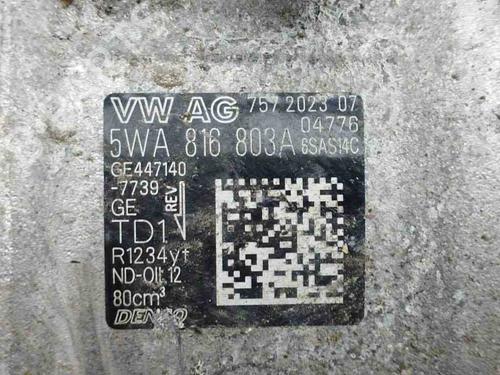 VW AG 757 2023 07
04776
5WA 816 803A 6SAS14C
GE447140
-7739
GE REV
TD1
R1234yf
ND-OIL 12
80cm³
DENSO